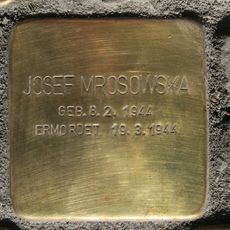 JOSEF MROSOWSKA
GEB. 8. 2. 1944
ERMORDET 19. 3. 1944